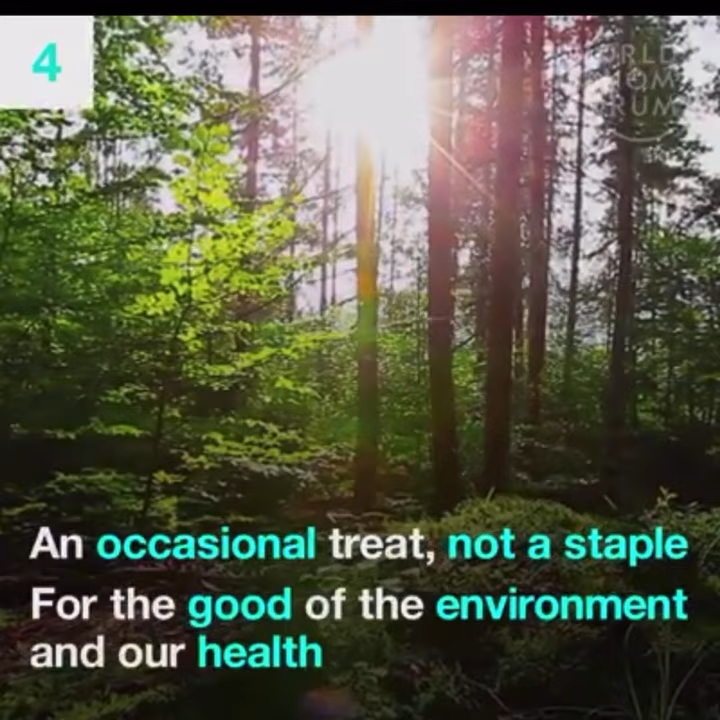 4
An occasional treat, not a staple
For the good of the environment
and our health